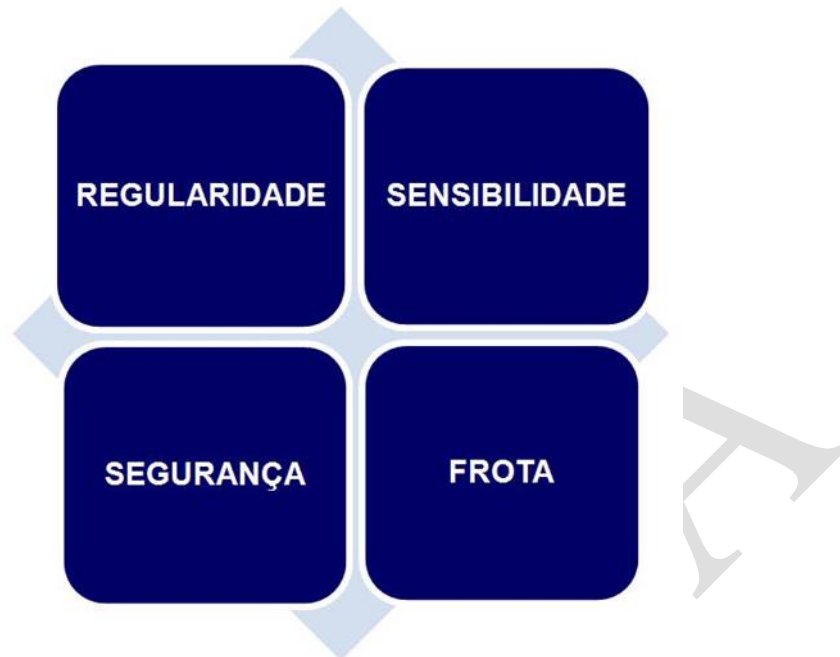 REGULARIDADE
SENSIBILIDADE
SEGURANÇA
FROTA
A